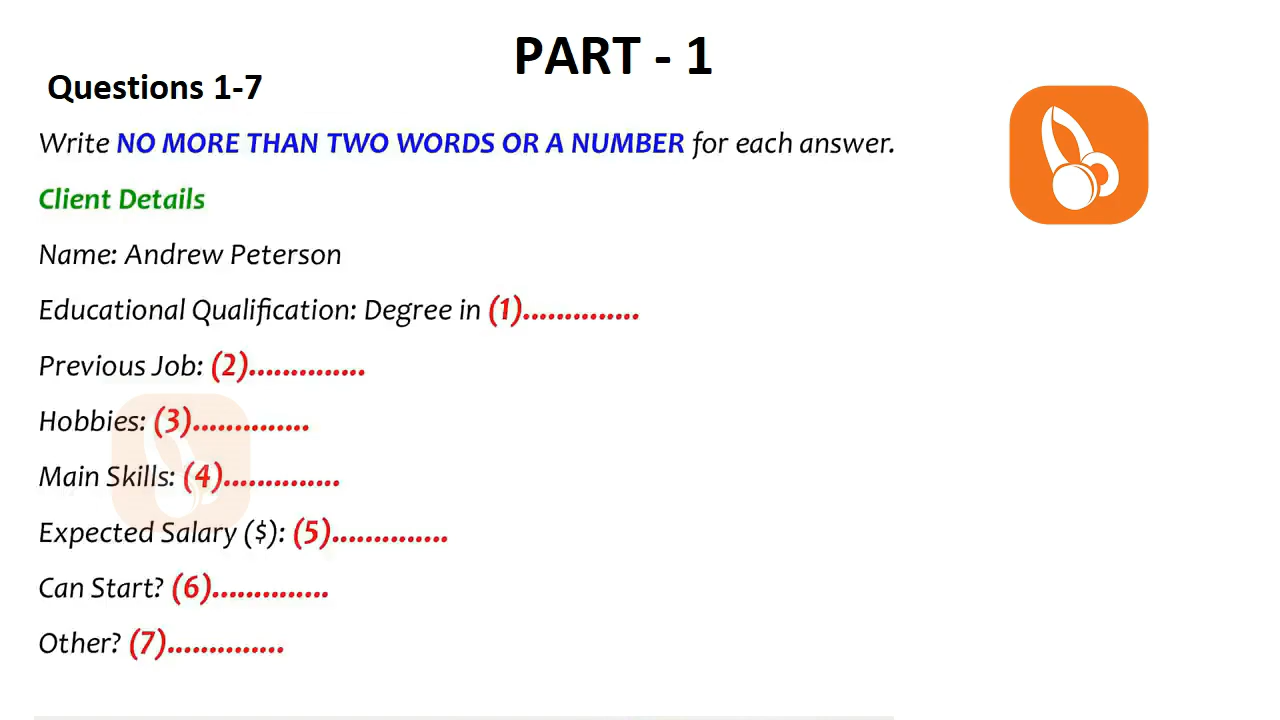 PART - 1
Questions 1-7
Write NO MORE THAN TWO WORDS OR A NUMBER for each answer.
Client Details
Name: Andrew Peterson
Educational Qualification: Degree in (1)..............
Previous Job: (2)..............
Hobbies: (3)..............
Main Skills: (4)..............
Expected Salary ($): (5)..............
Can Start? (6)..............
Other? (7)..............